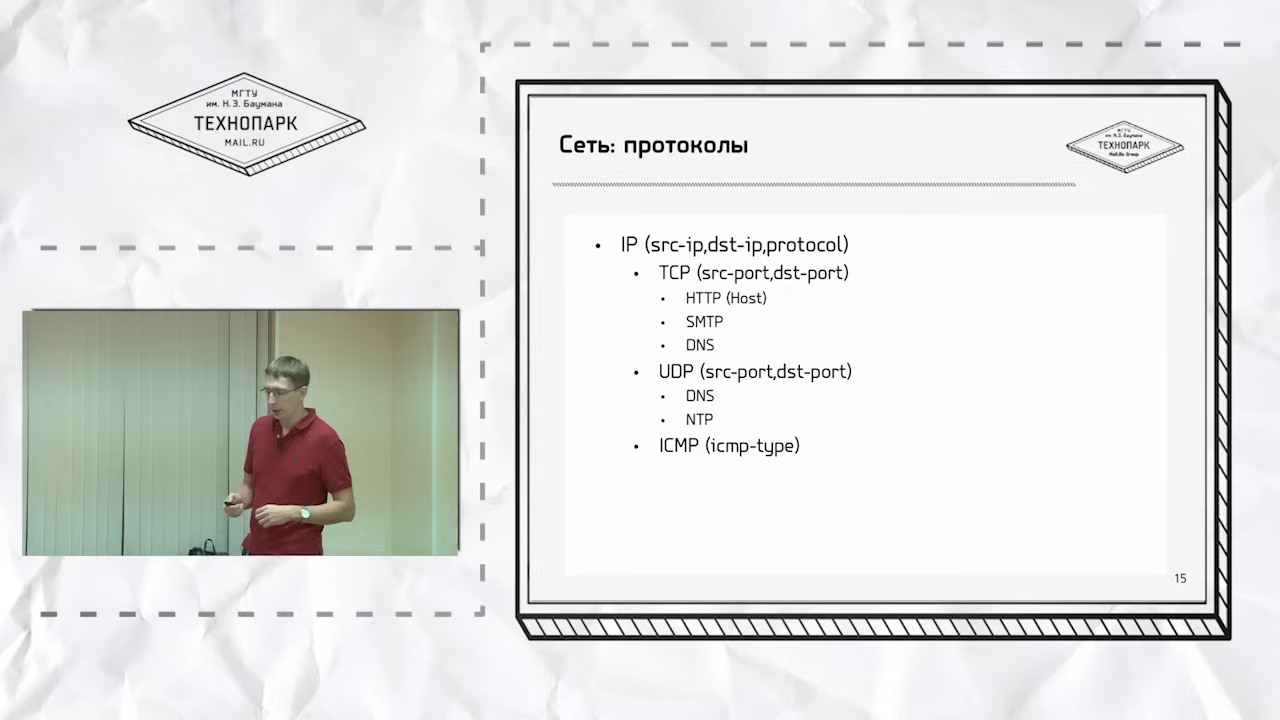 МГТУ
им. Н.Э. Баумана
ТЕХНОПАРК
MAIL.RU
Сеть: протоколы
МГТУ
им. Н.Э. Баумана
ТЕХНОПАРК
Mail.Ru Group
• IP (src-ip,dst-ip,protocol)
• TCP (src-port,dst-port)
• HTTP (Host)
• SMTP
• DNS
• UDP (src-port,dst-port)
• DNS
• NTP
• ICMP (icmp-type)
15